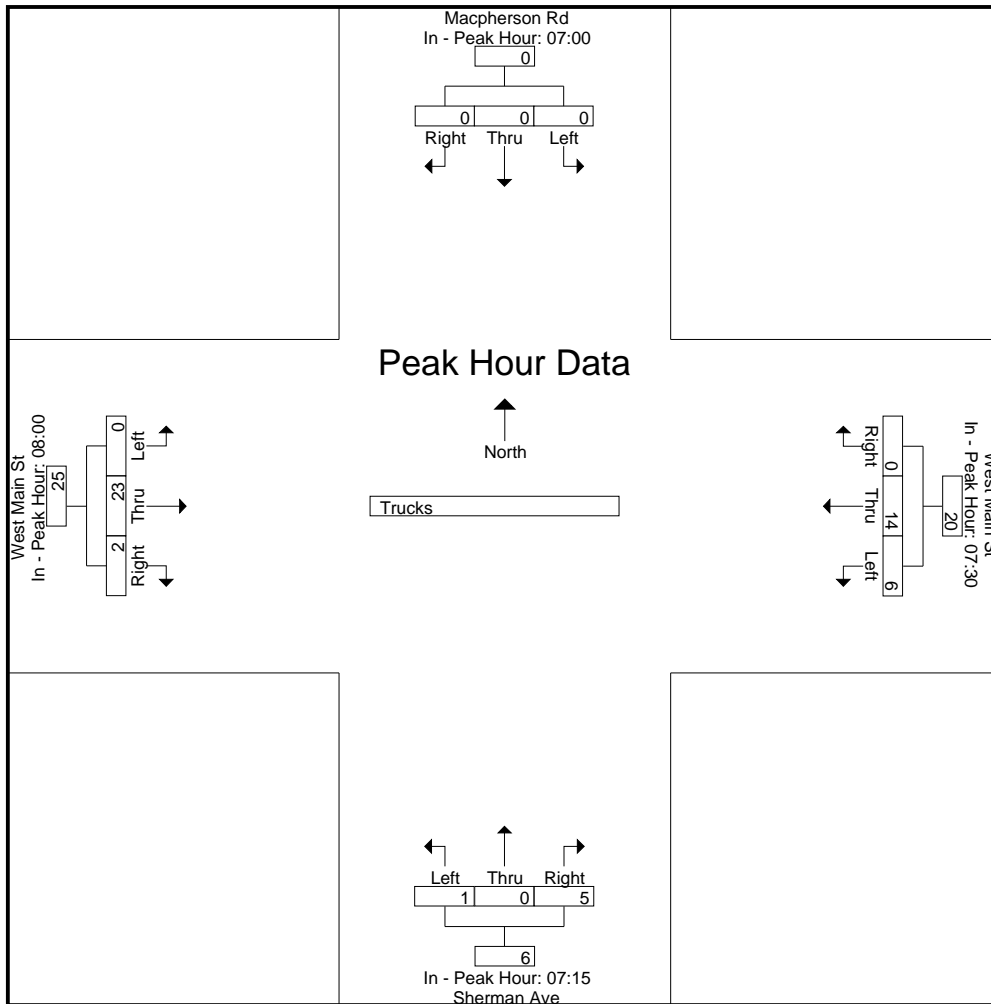 Macpherson Rd
In - Peak Hour: 07:00
0
0 0 0
Right Thru Left
Peak Hour Data
North
Trucks
West Main St
In - Peak Hour: 08:00
25
0 23 2
Left Thru Right
Right Thru Left
0 14 6
20
In - Peak Hour: 07:30
West Main St
Left Thru Right
1 0 5
6
In - Peak Hour: 07:15
Sherman Ave